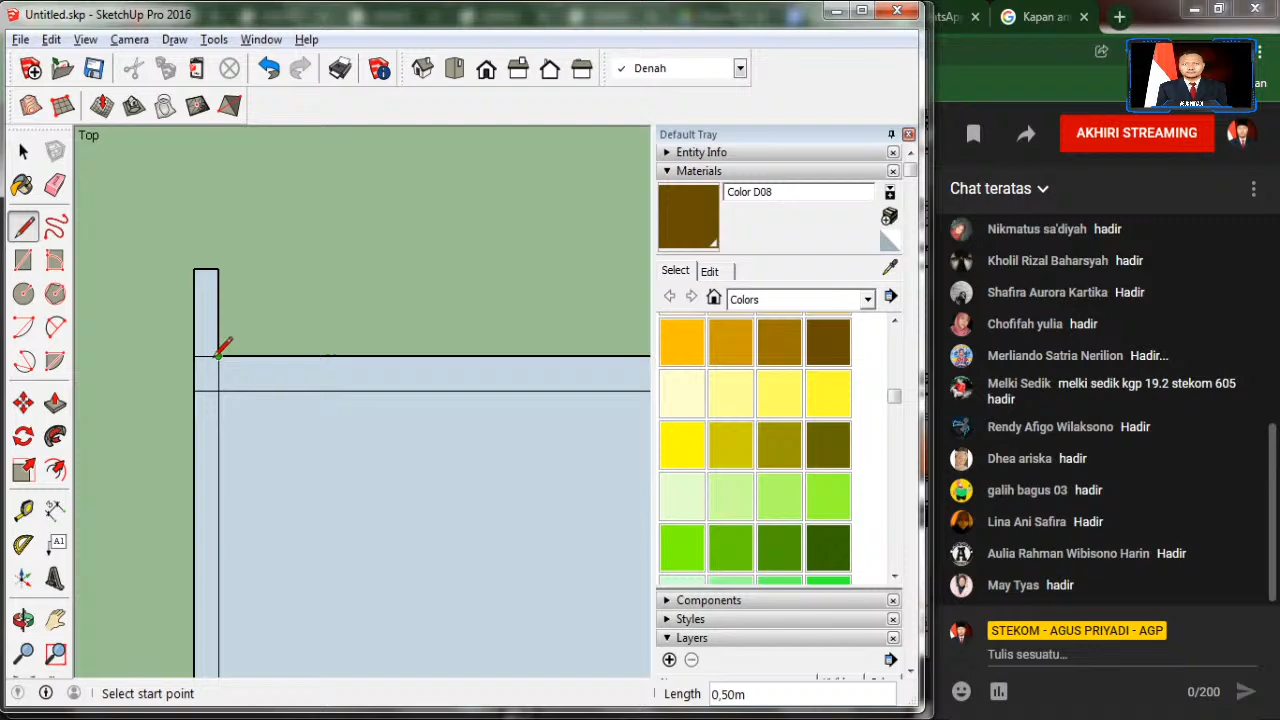 Untitled.skp - SketchUp Pro 2016
File Edit View Camera Draw Tools Window Help
Denah
Top
A1
Default Tray
Entity Info
Materials
Color D08
Select Edit
Colors
Components
Styles
Layers
Select start point
Length 0,50m
Kapan
AKHIRI STREAMING
Chat teratas
Nikmatus sa'diyah hadir
Kholil Rizal Baharsyah hadir
Shafira Aurora Kartika Hadir
Chofifah yulia hadir
Merliando Satria Nerilion Hadir...
Melki Sedik melki sedik kgp 19.2 stekom 605
hadir
Rendy Afigo Wilaksono Hadir
Dhea ariska hadir
galih bagus 03 hadir
Lina Ani Safira Hadir
Aulia Rahman Wibisono Harin Hadir
May Tyas hadir
STEKOM - AGUS PRIYADI - AGP
Tulis sesuatu...
0/200